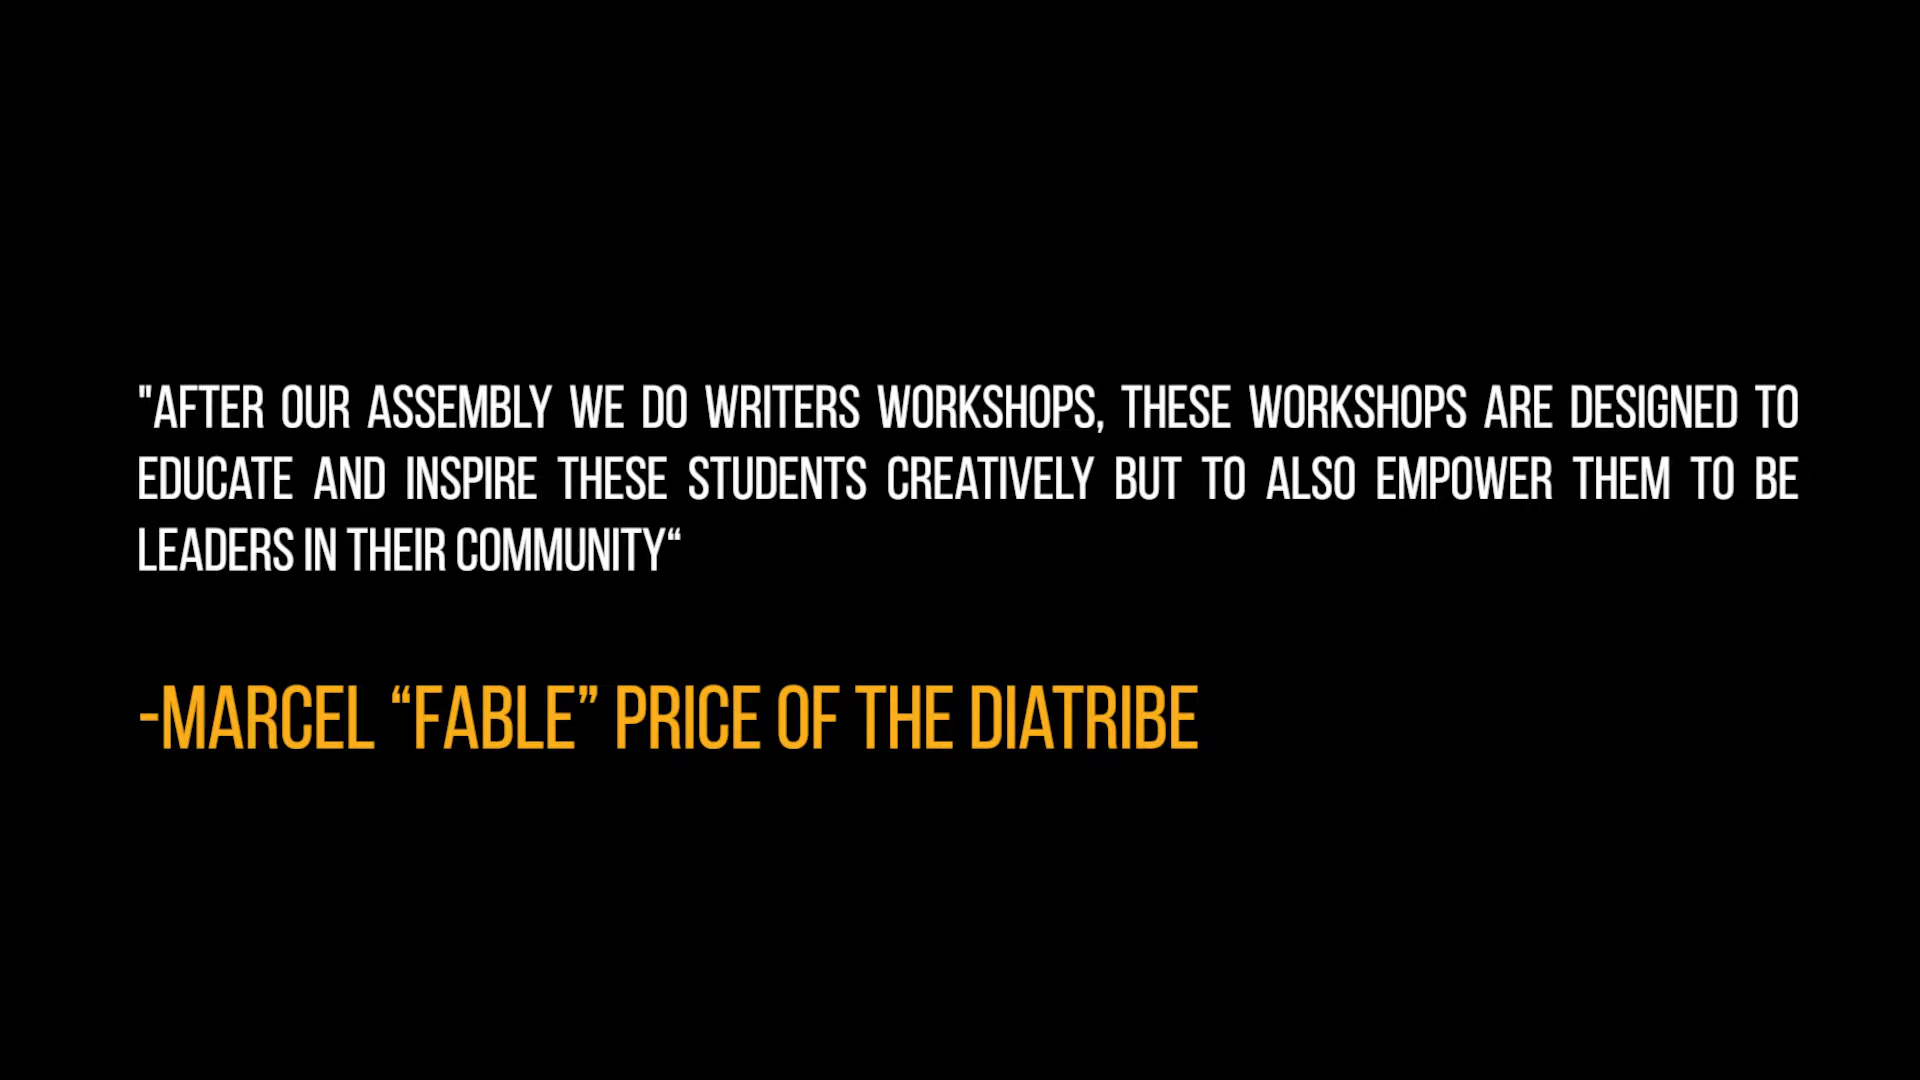 "AFTER OUR ASSEMBLY WE DO WRITERS WORKSHOPS, THESE WORKSHOPS ARE DESIGNED TO
EDUCATE AND INSPIRE THESE STUDENTS CREATIVELY BUT TO ALSO EMPOWER THEM TO BE
LEADERS IN THEIR COMMUNITY“
-MARCEL “FABLE” PRICE OF THE DIATRIBE